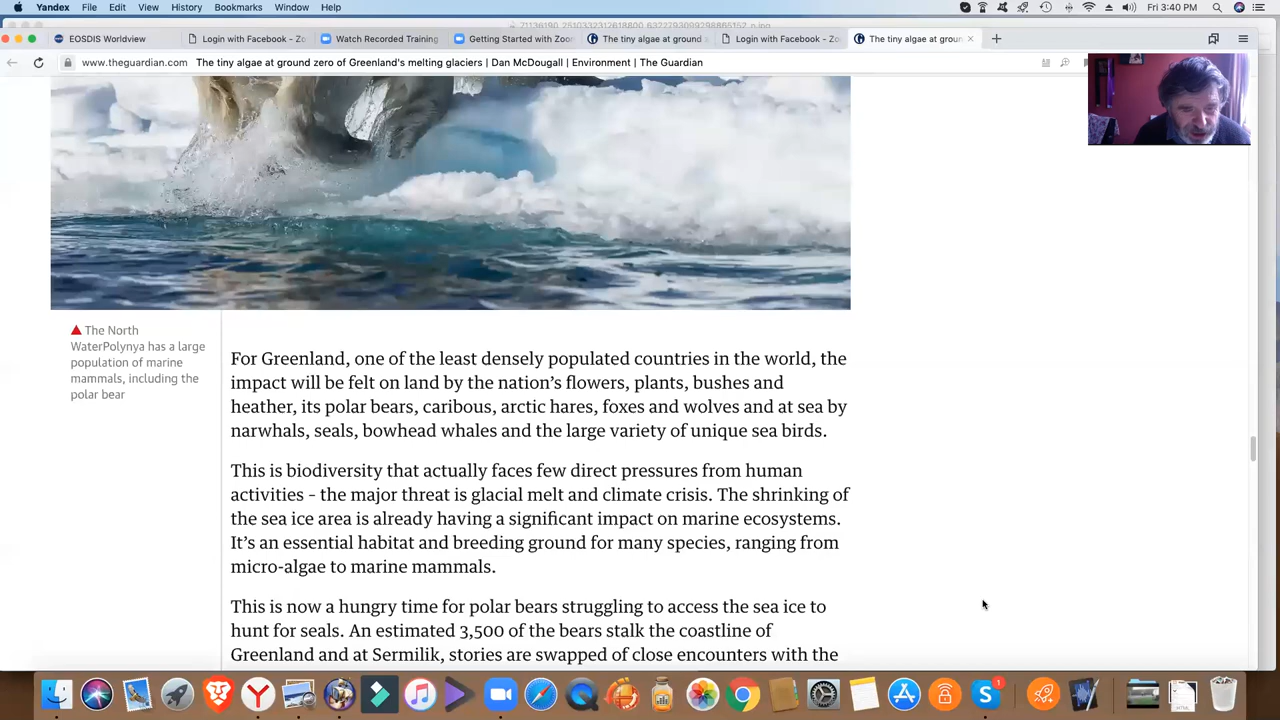 Yandex File Edit View History Bookmarks Window Help Fri 3:40 PM
EOSDIS Worldview Login with Facebook - Zo Watch Recorded Training Getting Started with Zoom The tiny algae at ground Login with Facebook - Zo The tiny algae at groun
www.theguardian.com The tiny algae at ground zero of Greenland's melting glaciers | Dan McDougall | Environment | The Guardian
The North
WaterPolynya has a large
population of marine
mammals, including the
polar bear
For Greenland, one of the least densely populated countries in the world, the
impact will be felt on land by the nation's flowers, plants, bushes and
heather, its polar bears, caribous, arctic hares, foxes and wolves and at sea by
narwhals, seals, bowhead whales and the large variety of unique sea birds.
This is biodiversity that actually faces few direct pressures from human
activities – the major threat is glacial melt and climate crisis. The shrinking of
the sea ice area is already having a significant impact on marine ecosystems.
It's an essential habitat and breeding ground for many species, ranging from
micro-algae to marine mammals.
This is now a hungry time for polar bears struggling to access the sea ice to
hunt for seals. An estimated 3,500 of the bears stalk the coastline of
Greenland and at Sermilik, stories are swapped of close encounters with the
1